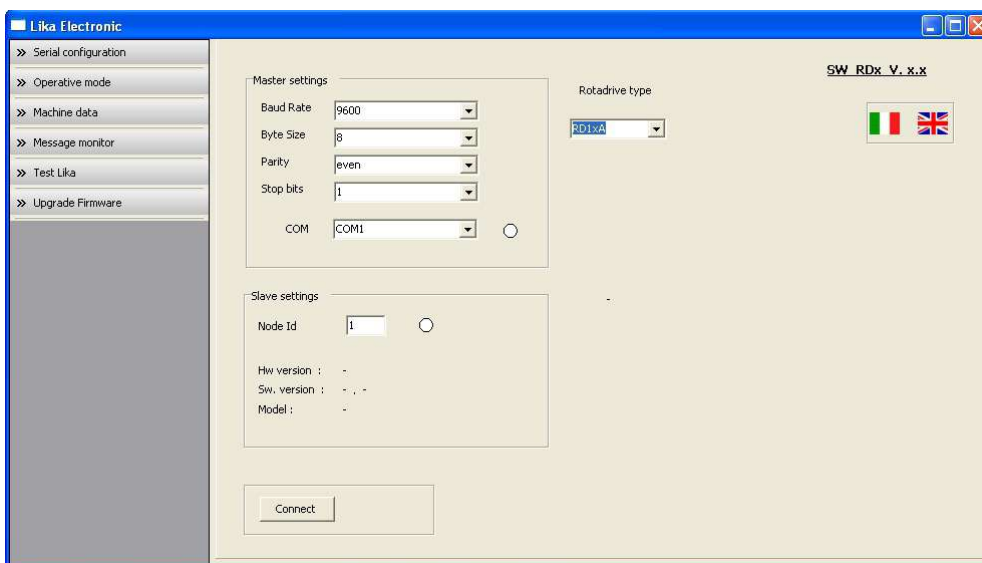 Lika Electronic
» Serial configuration
» Operative mode
» Machine data
» Message monitor
» Test Lika
» Upgrade Firmware
SW RDx V. x.x
Master settings
Baud Rate 9600
Byte Size 8
Parity even
Stop bits 1
COM COM1
Rotadrive type
RD1xA
Slave settings
Node Id 1
Hw version : -
Sw. version : - . -
Model : -
-
Connect